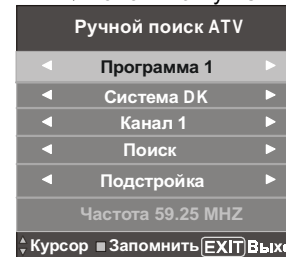 Ручной поиск ATV
Программа 1
Система DK
Канал 1
Поиск
Подстройка
Частота 59.25 MHZ
Курсор Запомнить EXIT